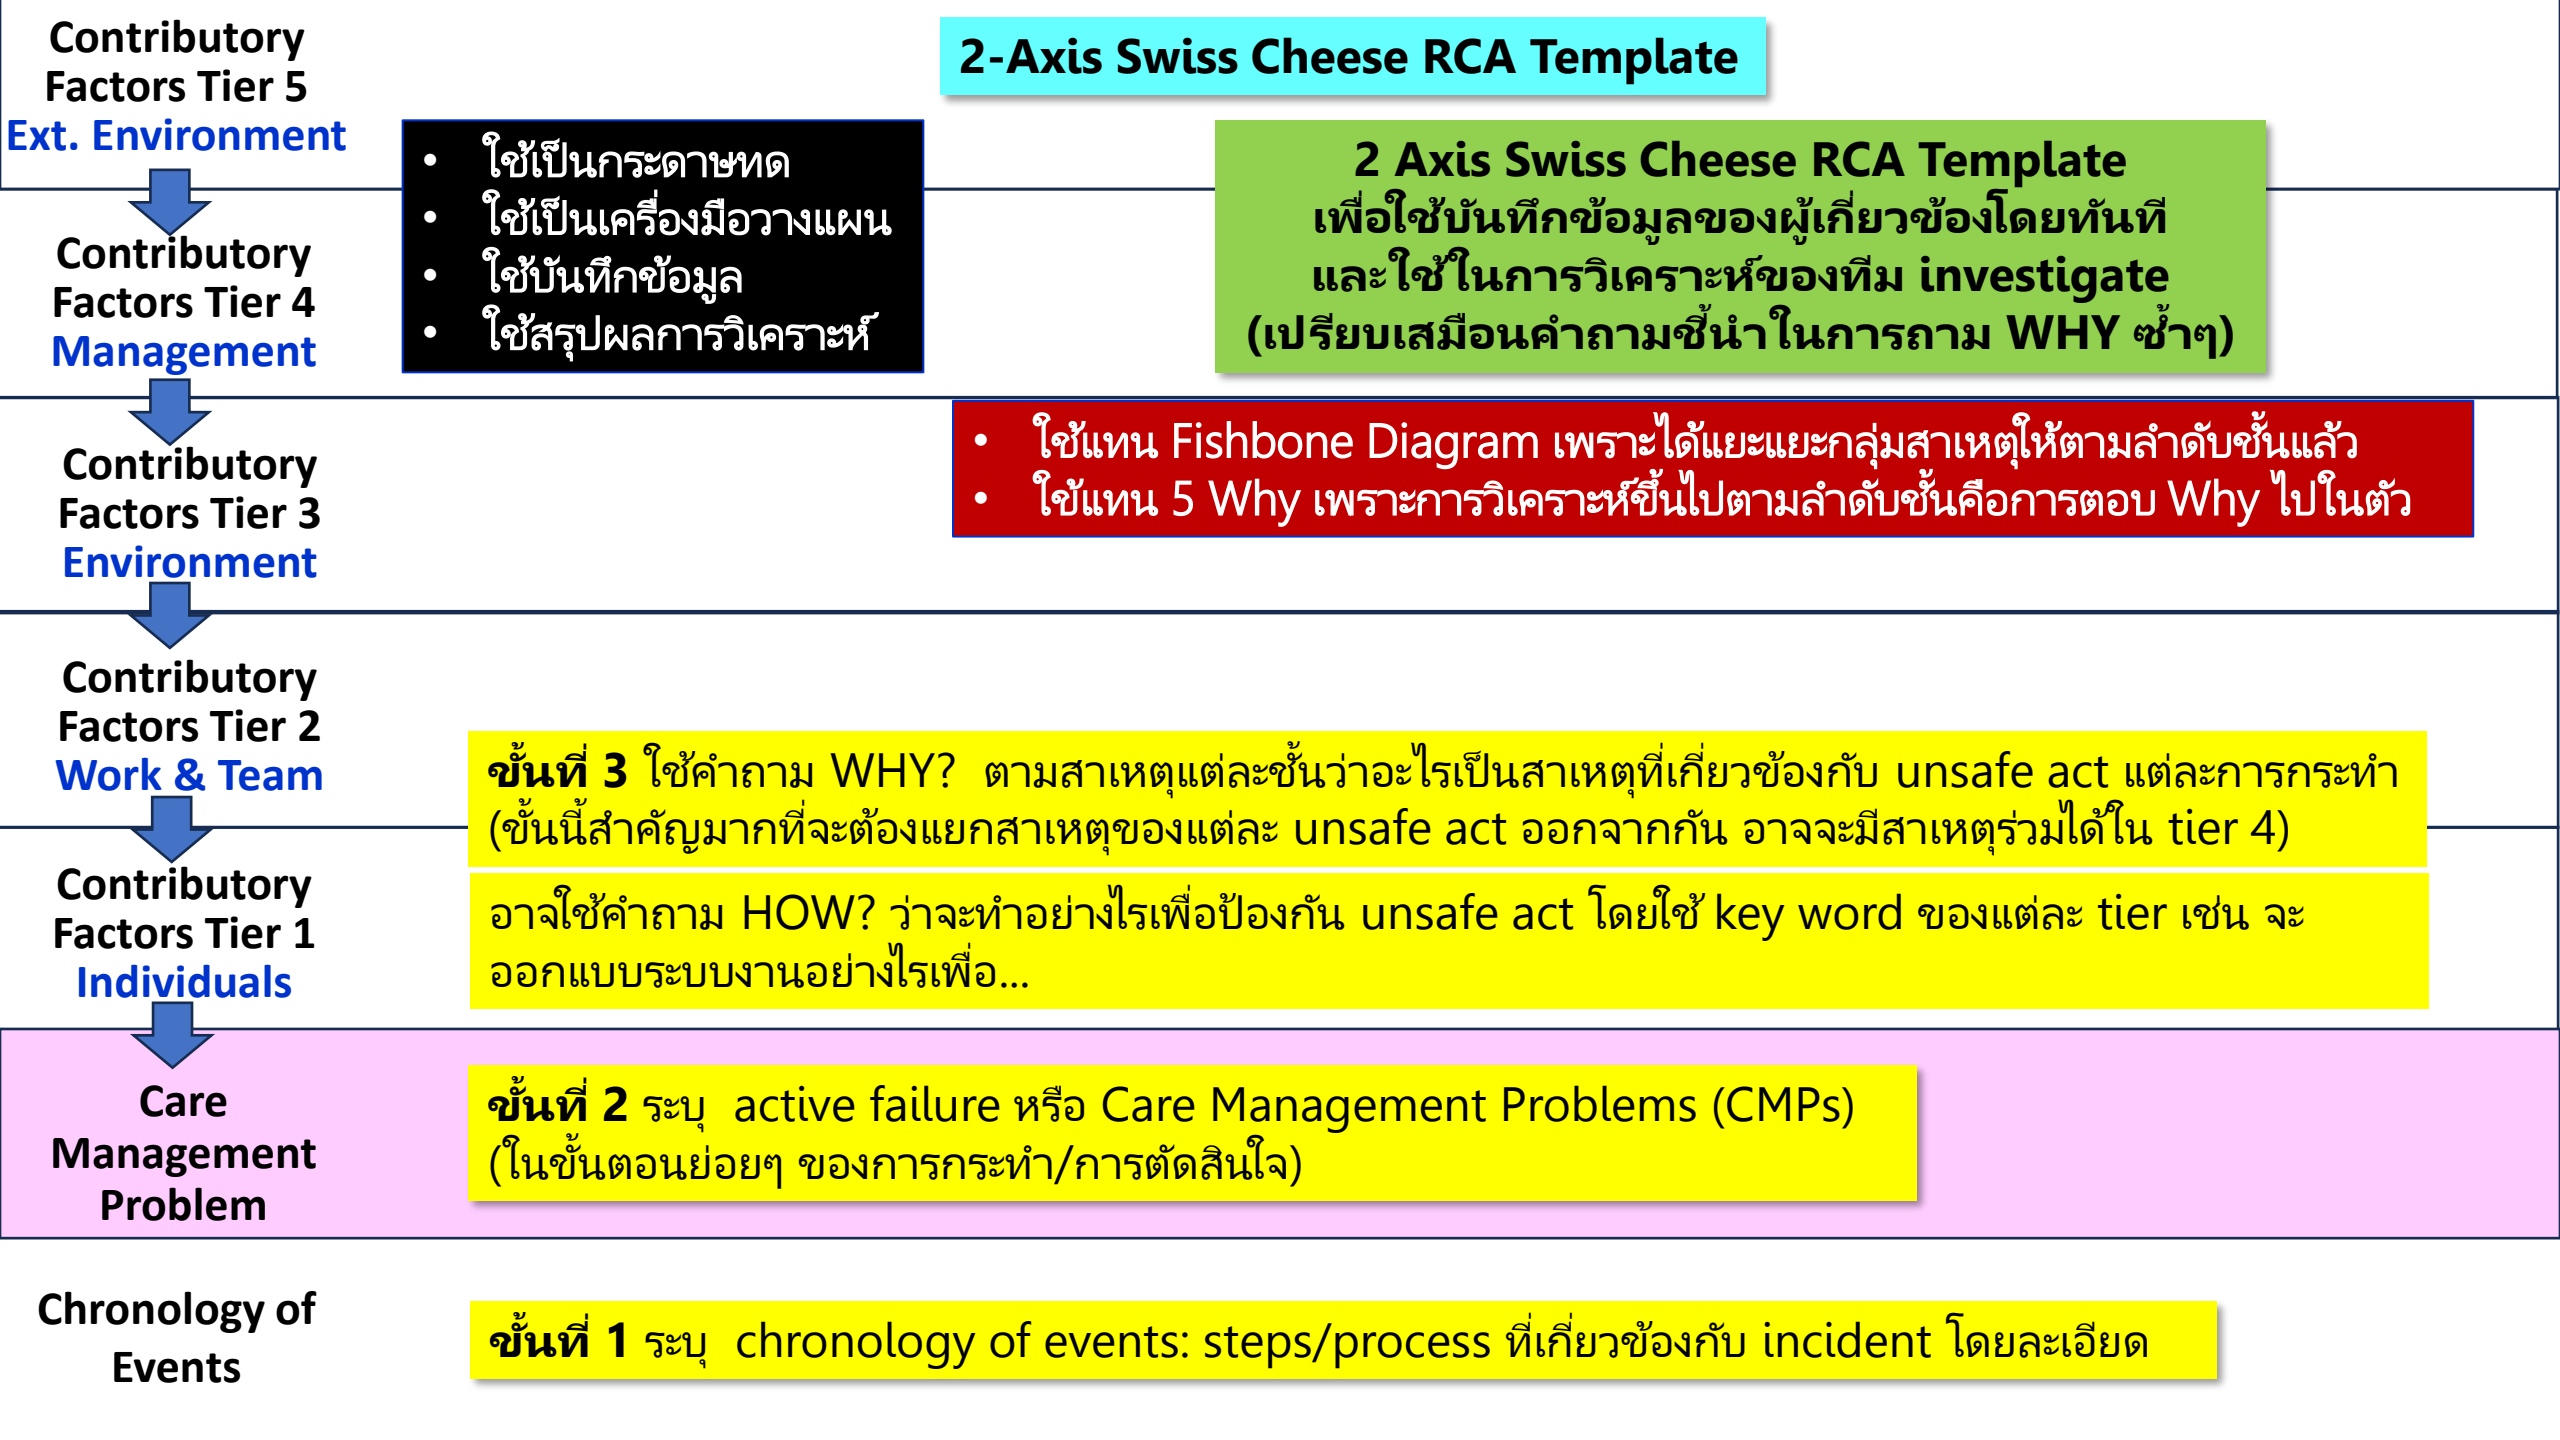 2-Axis Swiss Cheese RCA Template
Contributory
Factors Tier 5
Ext. Environment
• ใช้เป็นกระดาษทด
• ใช้เป็นเครื่องมือวางแผน
• ใช้บันทึกข้อมูล
• ใช้สรุปผลการวิเคราะห์
2 Axis Swiss Cheese RCA Template
เพื่อใช้บันทึกข้อมูลของผู้เกี่ยวข้องโดยทันที
และใช้ในการวิเคราะห์ของทีม investigate
(เปรียบเสมือนคำถามชี้นำในการถาม WHY ซ้ำๆ)
Contributory
Factors Tier 4
Management
• ใช้แทน Fishbone Diagram เพราะได้แยะแยะกลุ่มสาเหตุให้ตามลำดับชั้นแล้ว
• ใข้แทน 5 Why เพราะการวิเคราะห์ขึ้นไปตามลำดับชั้นคือการตอบ Why ไปในตัว
Contributory
Factors Tier 3
Environment
Contributory
Factors Tier 2
Work & Team
ขั้นที่ 3 ใช้คำถาม WHY? ตามสาเหตุแต่ละชั้นว่าอะไรเป็นสาเหตุที่เกี่ยวข้องกับ unsafe act แต่ละการกระทำ
(ขั้นนี้สำคัญมากที่จะต้องแยกสาเหตุของแต่ละ unsafe act ออกจากกัน อาจจะมีสาเหตุร่วมได้ใน tier 4)
Contributory
Factors Tier 1
Individuals
อาจใช้คำถาม HOW? ว่าจะทำอย่างไรเพื่อป้องกัน unsafe act โดยใช้ key word ของแต่ละ tier เช่น จะ
ออกแบบระบบงานอย่างไรเพื่อ...
Care
Management
Problem
ขั้นที่ 2 ระบุ active failure หรือ Care Management Problems (CMPs)
(ในขั้นตอนย่อยๆ ของการกระทำ/การตัดสินใจ)
Chronology of
Events
ขั้นที่ 1 ระบุ chronology of events: steps/process ที่เกี่ยวข้องกับ incident โดยละเอียด